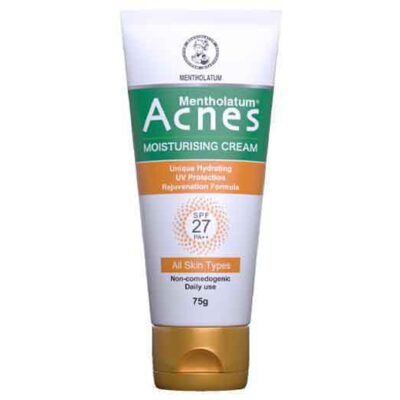 MENTHOLATUM
Mentholatum®
Acnes
MOISTURISING CREAM
Unique Hydrating
UV Protection
Rejuvenation Formula
SPF
27
PA++
All Skin Types
Non-comedogenic
Daily use
75g